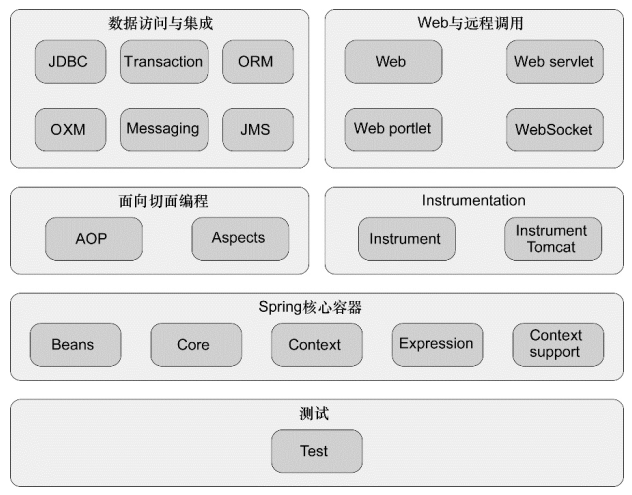 数据访问与集成
JDBC
Transaction
ORM
OXM
Messaging
JMS
Web与远程调用
Web
Web servlet
Web portlet
WebSocket
面向切面编程
AOP
Aspects
Instrumentation
Instrument
Instrument
Tomcat
Spring核心容器
Beans
Core
Context
Expression
Context
support
测试
Test